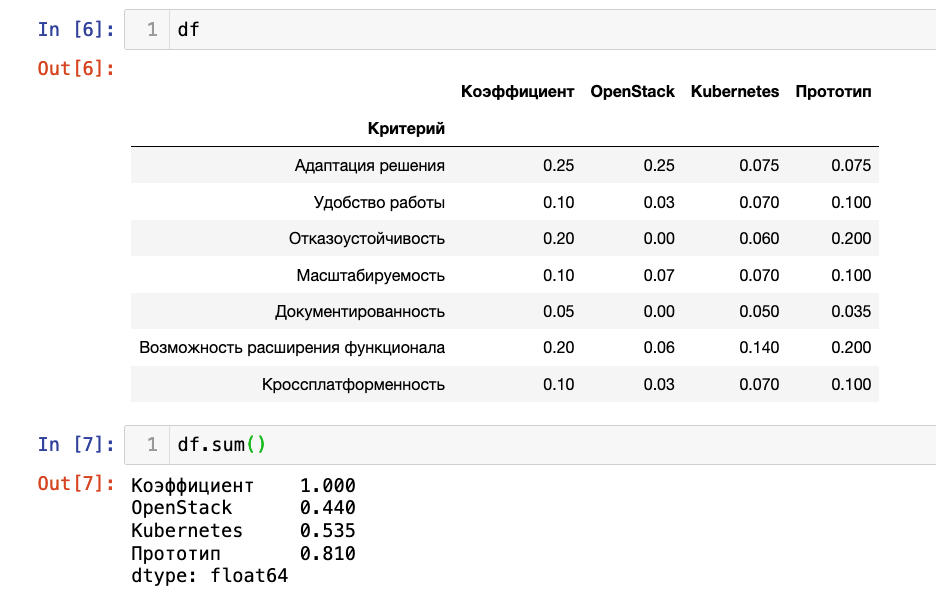 In [6]: 1 df
Out[6]:
Коэффициент OpenStack Kubernetes Прототип
Критерий
Адаптация решения 0.25 0.25 0.075 0.075
Удобство работы 0.10 0.03 0.070 0.100
Отказоустойчивость 0.20 0.00 0.060 0.200
Масштабируемость 0.10 0.07 0.070 0.100
Документированность 0.05 0.00 0.050 0.035
Возможность расширения функционала 0.20 0.06 0.140 0.200
Кроссплатформенность 0.10 0.03 0.070 0.100
In [7]: 1 df.sum()
Out[7]: Коэффициент 1.000
OpenStack 0.440
Kubernetes 0.535
Прототип 0.810
dtype: float64